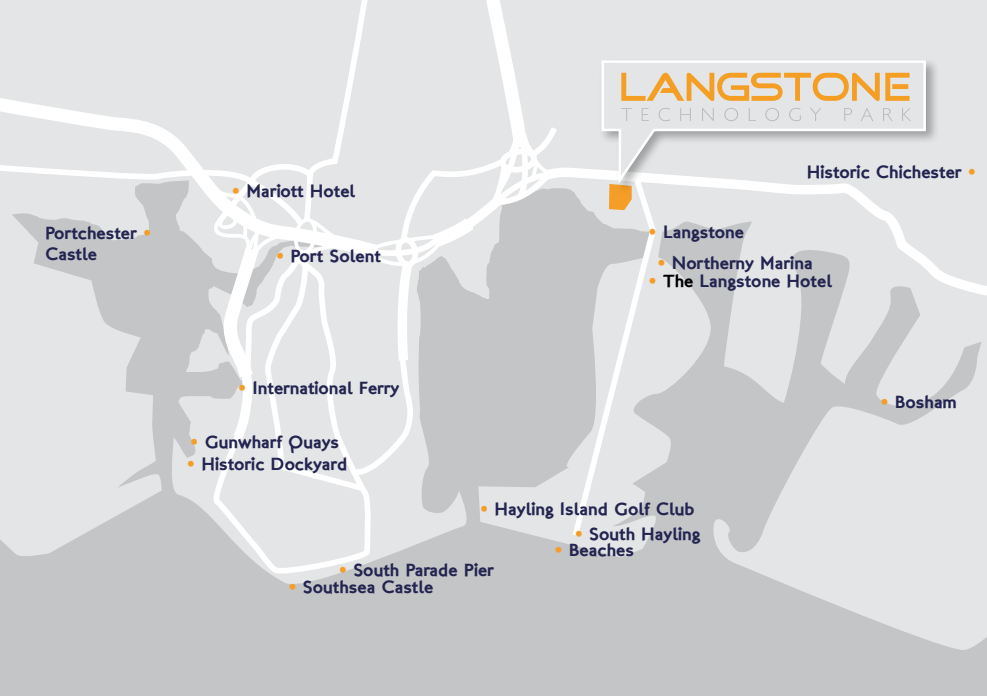 LANGSTONE
TECHNOLOGY PARK
Historic Chichester
Mariott Hotel
Portchester
Castle
Langstone
Port Solent
Northerny Marina
The Langstone Hotel
International Ferry
Bosham
Gunwharf Quays
Historic Dockyard
Hayling Island Golf Club
South Hayling
Beaches
South Parade Pier
Southsea Castle